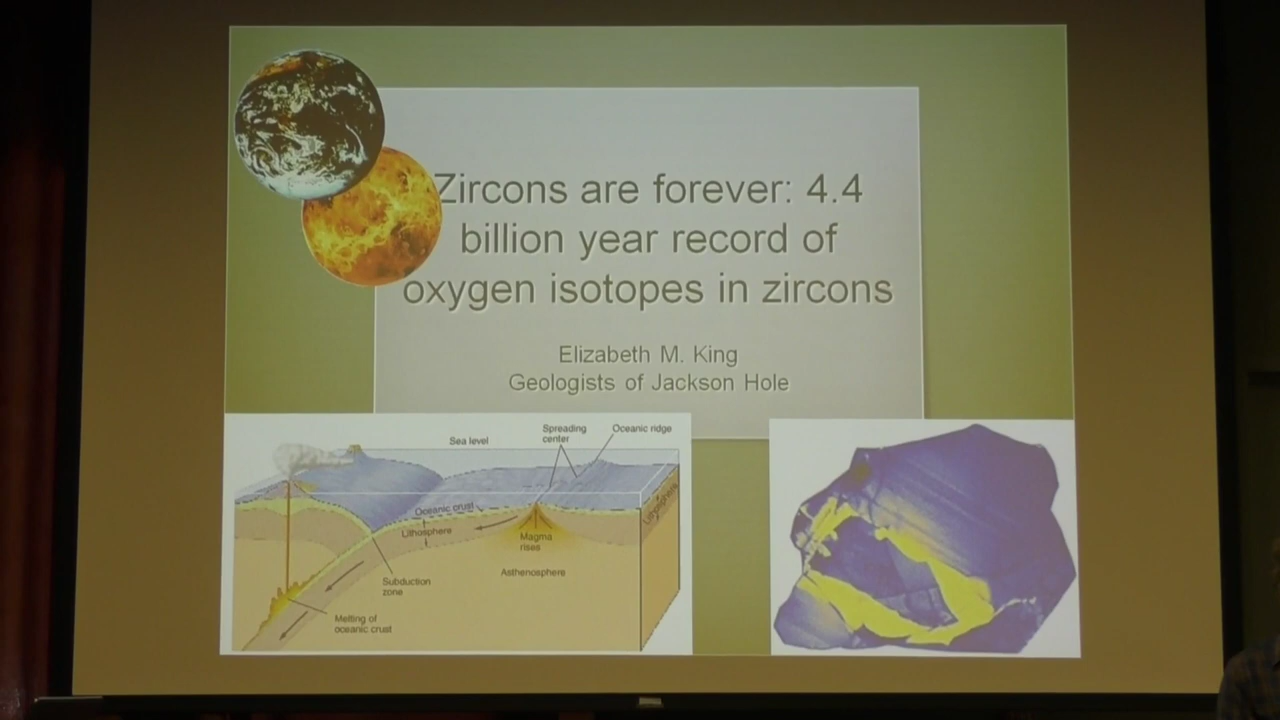 Zircons are forever: 4.4
billion year record of
oxygen isotopes in zircons
Elizabeth M. King
Geologists of Jackson Hole
Sea level
Spreading
center
Oceanic ridge
Oceanic crust
Lithosphere
Lithosphere
Magma
rises
Asthenosphere
Subduction
zone
Melting of
oceanic crust